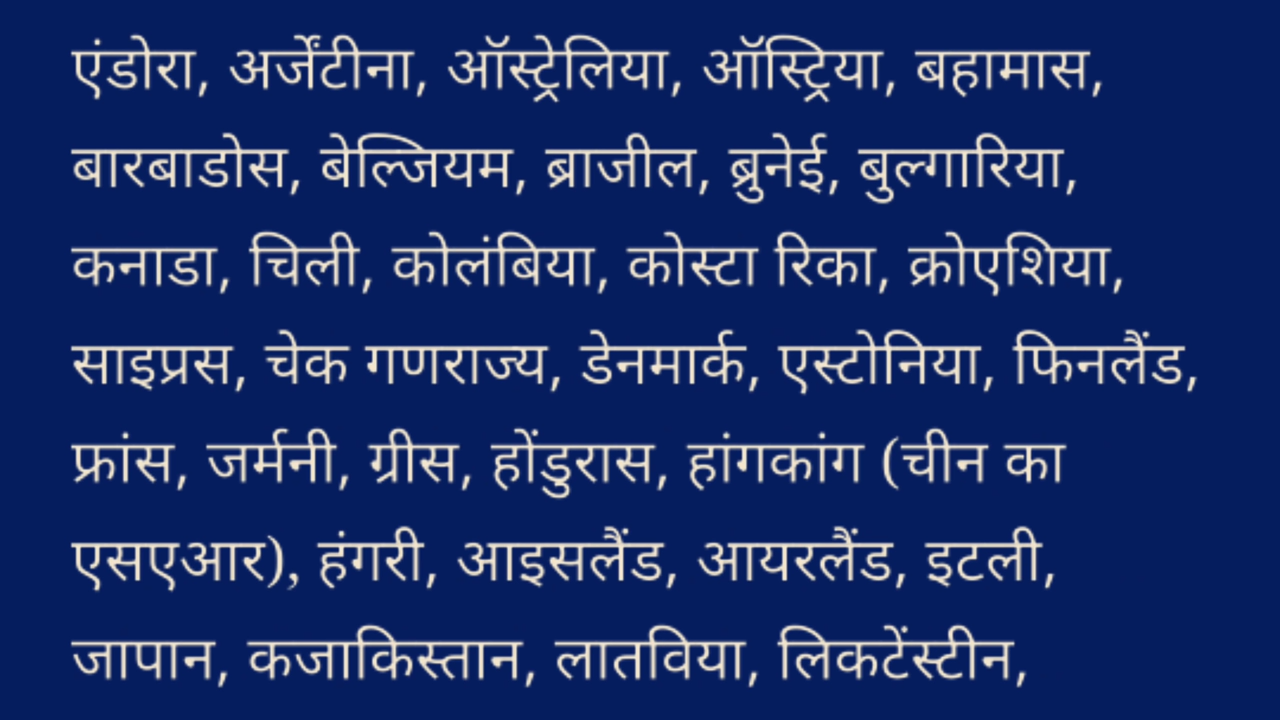 एंडोरा, अर्जेंटीना, ऑस्ट्रेलिया, ऑस्ट्रिया, बहामास,
बारबाडोस, बेल्जियम, ब्राजील, ब्रुनेई, बुल्गारिया,
कनाडा, चिली, कोलंबिया, कोस्टा रिका, क्रोएशिया,
साइप्रस, चेक गणराज्य, डेनमार्क, एस्टोनिया, फिनलैंड,
फ्रांस, जर्मनी, ग्रीस, होंडुरास, हांगकांग (चीन का
एसएआर), हंगरी, आइसलैंड, आयरलैंड, इटली,
जापान, कजाकिस्तान, लातविया, लिकटेंस्टीन,